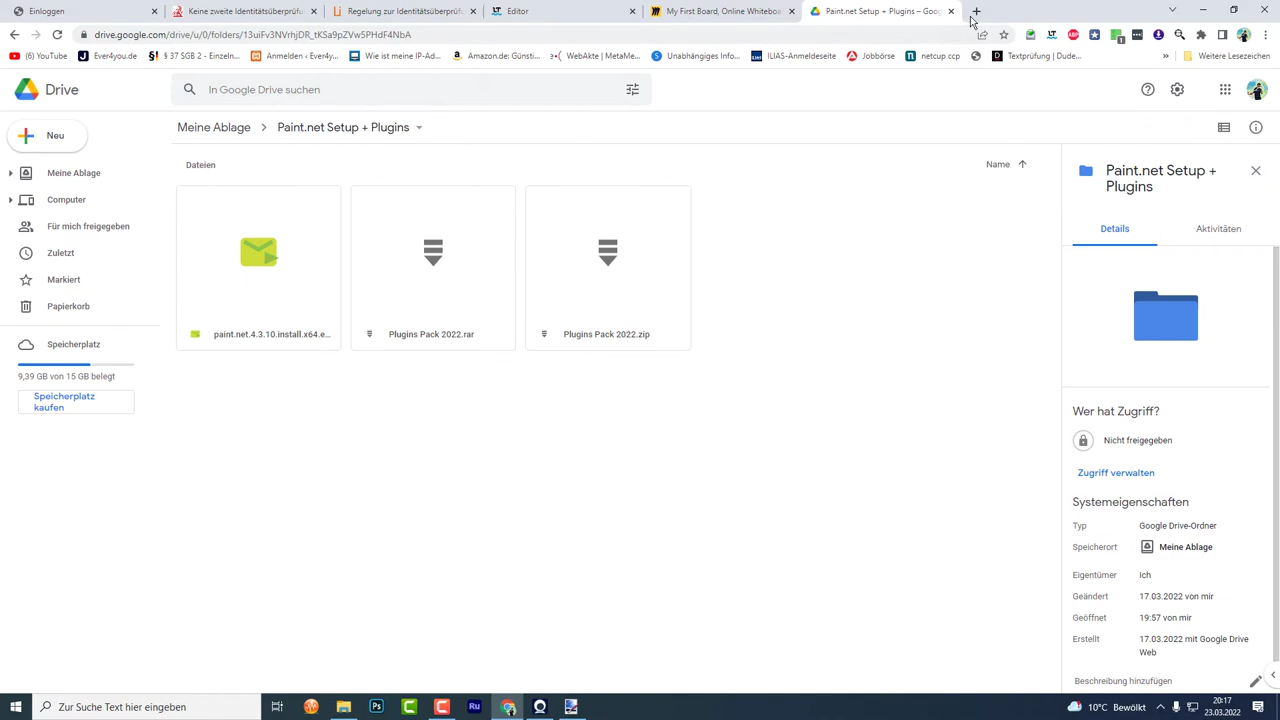 Einloggen
Keine zweite Identitätsüberprüfu
Regelung zur Identitätsüberprüf
Editor
My First Board, Online Whiteboa
Paint.net Setup + Plugins – Goog
drive.google.com/drive/u/0/folders/13uiFv3NVrhjDR_tKSa9pZVw5PHdF4NbA
(6) YouTube
Ever4you.de
§ 37 SGB 2 - Einzeln...
Anmelden ‹ Ever4y...
Wie ist meine IP-Ad...
Amazon.de: Günsti...
(WebAkte | MetaMe...
Unabhängiges Info...
ILIAS-Anmeldeseite
Jobbörse
netcup ccp
Textprüfung | Dude...
»
Weitere Lesezeichen
Drive
In Google Drive suchen
Neu
Meine Ablage
Paint.net Setup + Plugins
Meine Ablage
Computer
Für mich freigegeben
Zuletzt
Markiert
Papierkorb
Speicherplatz
9,39 GB von 15 GB belegt
Speicherplatz
kaufen
Dateien
Name
paint.net.4.3.10.install.x64.e...
Plugins Pack 2022.rar
Plugins Pack 2022.zip
Paint.net Setup +
Plugins
Details
Aktivitäten
Wer hat Zugriff?
Nicht freigegeben
Zugriff verwalten
Systemeigenschaften
Typ
Google Drive-Ordner
Speicherort
Meine Ablage
Eigentümer
Ich
Geändert
17.03.2022 von mir
Geöffnet
19:57 von mir
Erstellt
17.03.2022 mit Google Drive
Web
Beschreibung hinzufügen
Zur Suche Text hier eingeben
Ps
C
C
Ru
10°C Bewölkt
20:17
23.03.2022